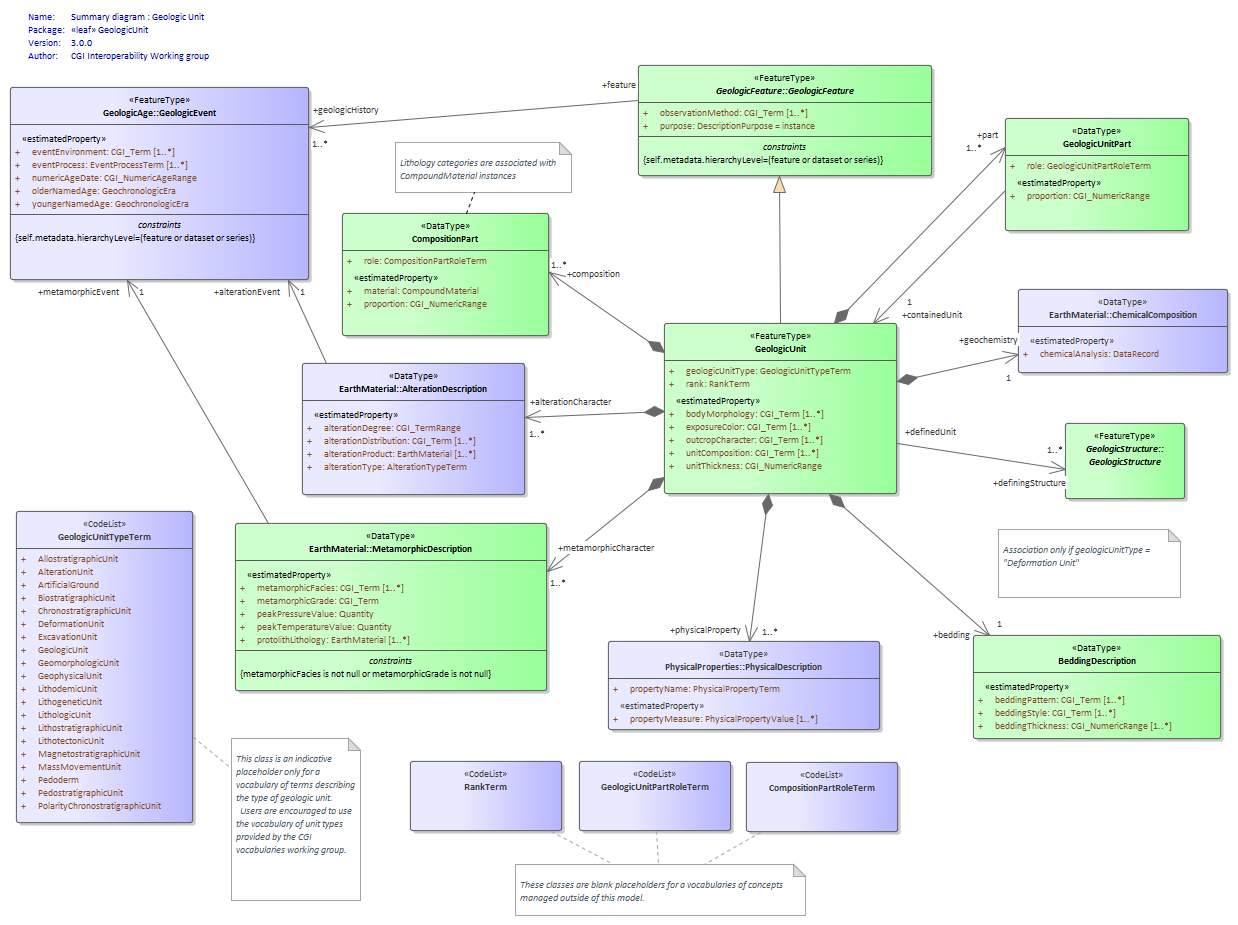 Name: Summary diagram : Geologic Unit
Package: «leaf» GeologicUnit
Version: 3.0.0
Author: CGI Interoperability Working group
«FeatureType»
GeologicAge::GeologicEvent
«estimatedProperty»
+ eventEnvironment: CGI_Term [1..*]
+ eventProcess: EventProcessTerm [1..*]
+ numericAgeDate: CGI_NumericAgeRange
+ olderNamedAge: GeochronologicEra
+ youngerNamedAge: GeochronologicEra
constraints
{self.metadata.hierarchyLevel=(feature or dataset or series)}
+geologicHistory
1..*
+feature
«FeatureType»
GeologicFeature::GeologicFeature
+ observationMethod: CGI_Term [1..*]
+ purpose: DescriptionPurpose = instance
constraints
{self.metadata.hierarchyLevel=(feature or dataset or series)}
+part
1..*
«DataType»
GeologicUnitPart
+ role: GeologicUnitPartRoleTerm
«estimatedProperty»
+ proportion: CGI_NumericRange
Lithology categories are associated with
CompoundMaterial instances
«DataType»
CompositionPart
+ role: CompositionPartRoleTerm
«estimatedProperty»
+ material: CompoundMaterial
+ proportion: CGI_NumericRange
1..*
+composition
+metamorphicEvent
1
+alterationEvent
1
1
+containedUnit
«DataType»
EarthMaterial::ChemicalComposition
«estimatedProperty»
+ chemicalAnalysis: DataRecord
+geochemistry
1
«FeatureType»
GeologicUnit
+ geologicUnitType: GeologicUnitTypeTerm
+ rank: RankTerm
«estimatedProperty»
+ bodyMorphology: CGI_Term [1..*]
+ exposureColor: CGI_Term [1..*]
+ outcropCharacter: CGI_Term [1..*]
+ unitComposition: CGI_Term [1..*]
+ unitThickness: CGI_NumericRange
«DataType»
EarthMaterial::AlterationDescription
«estimatedProperty»
+ alterationDegree: CGI_TermRange
+ alterationDistribution: CGI_Term [1..*]
+ alterationProduct: EarthMaterial [1..*]
+ alterationType: AlterationTypeTerm
+alterationCharacter
1..*
+definedUnit
1..*
+definingStructure
«FeatureType»
GeologicStructure::
GeologicStructure
«CodeList»
GeologicUnitTypeTerm
+ AllostratigraphicUnit
+ AlterationUnit
+ ArtificialGround
+ BiostratigraphicUnit
+ ChronostratigraphicUnit
+ DeformationUnit
+ ExcavationUnit
+ GeologicUnit
+ GeomorphologicUnit
+ GeophysicalUnit
+ LithodemicUnit
+ LithogeneticUnit
+ LithologicUnit
+ LithostratigraphicUnit
+ LithotectonicUnit
+ MagnetostratigraphicUnit
+ MassMovementUnit
+ Pedoderm
+ PedostratigraphicUnit
+ PolarityChronostratigraphicUnit
«DataType»
EarthMaterial::MetamorphicDescription
«estimatedProperty»
+ metamorphicFacies: CGI_Term [1..*]
+ metamorphicGrade: CGI_Term
+ peakPressureValue: Quantity
+ peakTemperatureValue: Quantity
+ protolithLithology: EarthMaterial [1..*]
constraints
{metamorphicFacies is not null or metamorphicGrade is not null}
+metamorphicCharacter
1..*
Association only if geologicUnitType =
"Deformation Unit"
+physicalProperty
1..*
«DataType»
PhysicalProperties::PhysicalDescription
+ propertyName: PhysicalPropertyTerm
«estimatedProperty»
+ propertyMeasure: PhysicalPropertyValue [1..*]
+bedding
1
«DataType»
BeddingDescription
«estimatedProperty»
+ beddingPattern: CGI_Term [1..*]
+ beddingStyle: CGI_Term [1..*]
+ beddingThickness: CGI_NumericRange [1..*]
This class is an indicative
placeholder only for a
vocabulary of terms describing
the type of geologic unit.
Users are encouraged to use
the vocabulary of unit types
provided by the CGI
vocabularies working group.
«CodeList»
RankTerm
«CodeList»
GeologicUnitPartRoleTerm
«CodeList»
CompositionPartRoleTerm
These classes are blank placeholders for a vocabularies of concepts
managed outside of this model.